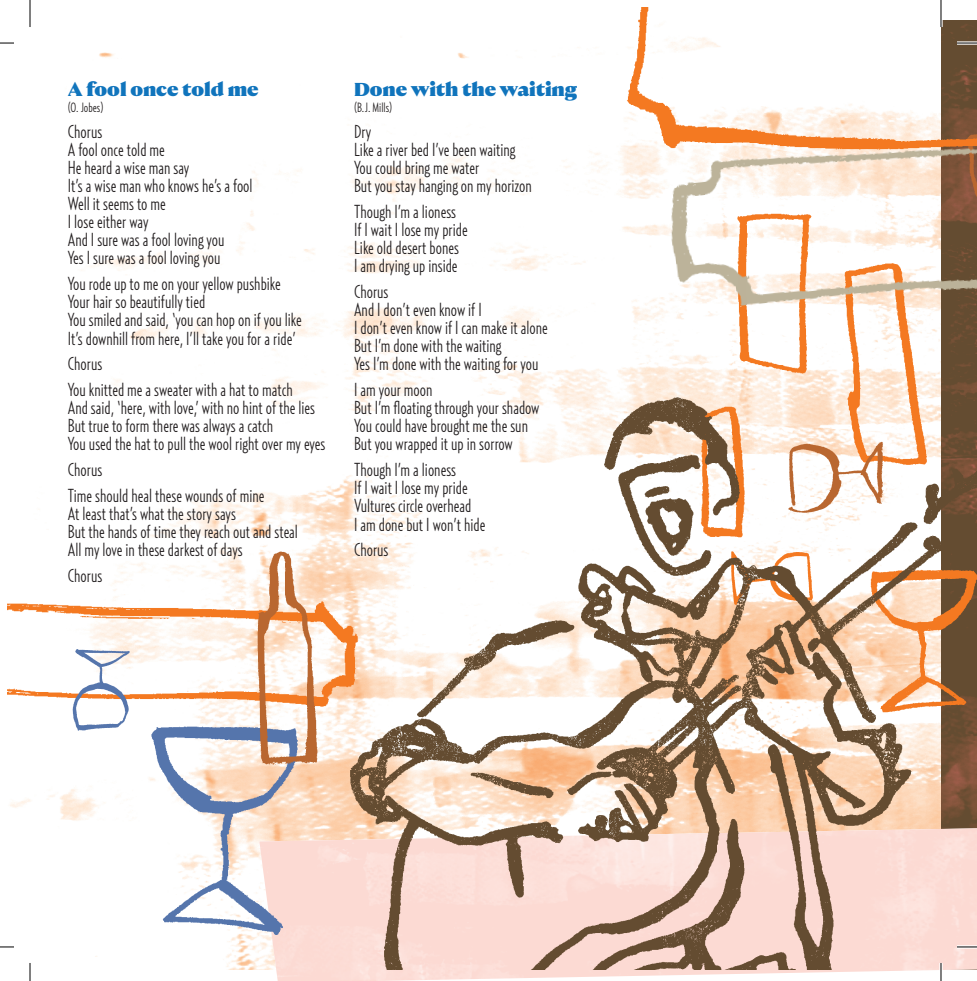 A fool once told me
(O. Jobes)
Chorus
A fool once told me
He heard a wise man say
It's a wise man who knows he's a fool
Well it seems to me
I lose either way
And I sure was a fool loving you
Yes I sure was a fool loving you
You rode up to me on your yellow pushbike
Your hair so beautifully tied
You smiled and said, ‘you can hop on if you like
It's downhill from here, I'll take you for a ride’
Chorus
You knitted me a sweater with a hat to match
And said, ‘here, with love,’ with no hint of the lies
But true to form there was always a catch
You used the hat to pull the wool right over my eyes
Chorus
Time should heal these wounds of mine
At least that's what the story says
But the hands of time they reach out and steal
All my love in these darkest of days
Chorus
Done with the waiting
(B.J. Mills)
Dry
Like a river bed I've been waiting
You could bring me water
But you stay hanging on my horizon
Though I'm a lioness
If I wait I lose my pride
Like old desert bones
I am drying up inside
Chorus
And I don't even know if I
I don't even know if I can make it alone
But I'm done with the waiting
Yes I'm done with the waiting for you
I am your moon
But I'm floating through your shadow
You could have brought me the sun
But you wrapped it up in sorrow
Though I'm a lioness
If I wait I lose my pride
Vultures circle overhead
I am done but I won't hide
Chorus